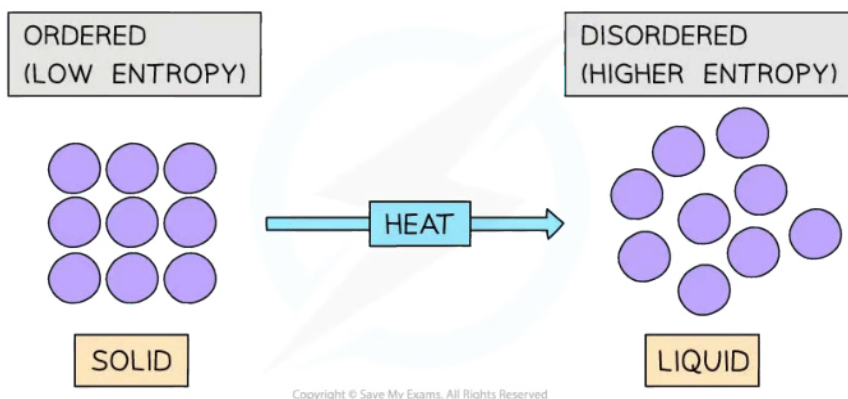 ORDERED
(LOW ENTROPY)
DISORDERED
(HIGHER ENTROPY)
HEAT
SOLID
LIQUID
Copyright © Save My Exams. All Rights Reserved